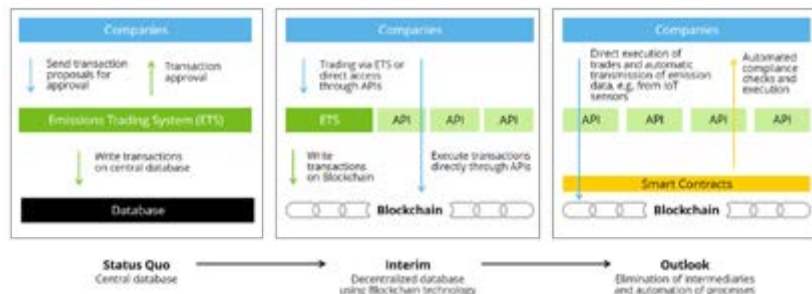 Companies
Send transaction
proposals for
approval
Transaction
approval
Emissions Trading System (ETS)
Write transactions
on central database
Database
Companies
Trading via ETS or
direct access
through APIs
ETS
API
API
API
Write
transactions
on Blockchain
Execute transactions
directly through APIs
Blockchain
Companies
Direct execution of
trades and automatic
transmission of emission
data, e.g. from IoT
sensors
Automated
compliance
checks and
execution
API
API
API
API
Smart Contracts
Blockchain
Status Quo
Central database
Interim
Decentralized database
using Blockchain technology
Outlook
Elimination of intermediaries
and automation of processes